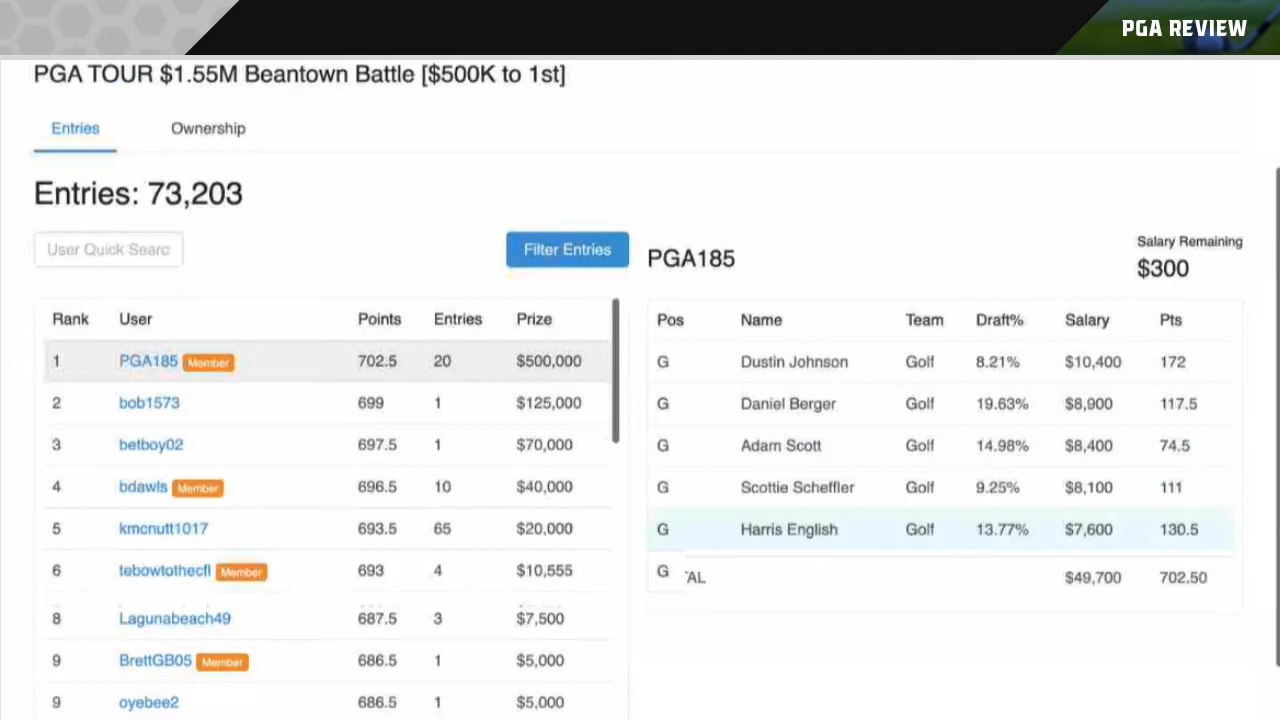 PGA REVIEW
PGA TOUR $1.55M Beantown Battle [$500K to 1st]
Entries Ownership
Entries: 73,203
User Quick Searc Filter Entries
Rank User Points Entries Prize
1 PGA185 Member 702.5 20 $500,000
2 bob1573 699 1 $125,000
3 betboy02 697.5 1 $70,000
4 bdawls Member 696.5 10 $40,000
5 kmcnutt1017 693.5 65 $20,000
6 tebowtothecfl Member 693 4 $10,555
8 Lagunabeach49 687.5 3 $7,500
9 BrettGB05 Member 686.5 1 $5,000
9 oyebee2 686.5 1 $5,000
PGA185
Salary Remaining
$300
Pos Name Team Draft% Salary Pts
G Dustin Johnson Golf 8.21% $10,400 172
G Daniel Berger Golf 19.63% $8,900 117.5
G Adam Scott Golf 14.98% $8,400 74.5
G Scottie Scheffler Golf 9.25% $8,100 111
G Harris English Golf 13.77% $7,600 130.5
G TAL $49,700 702.50